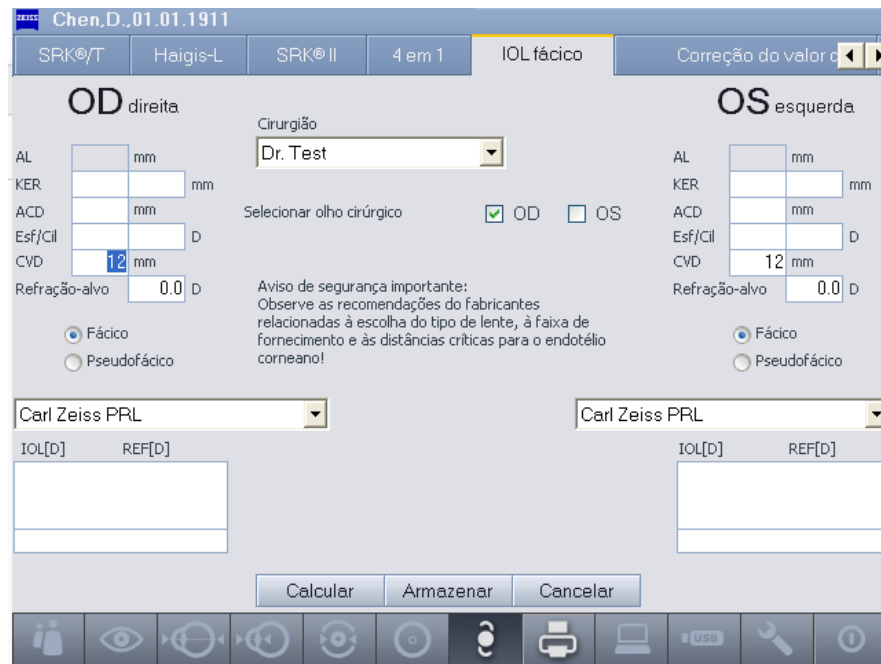 ZEISS Chen,D.,01.01.1911
SRK®/T Haigis-L SRK® II 4 em 1 IOL fácico Correção do valor
OD direita
OS esquerda
Cirurgião
Dr. Test
AL mm
KER mm
ACD mm
Esf/Cil D
CVD 12 mm
Refração-alvo 0.0 D
Fácico
Pseudofácico
Selecionar olho cirúrgico OD OS
Aviso de segurança importante:
Observe as recomendações do fabricantes
relacionadas à escolha do tipo de lente, à faixa de
fornecimento e às distâncias críticas para o endotélio
corneano!
AL mm
KER mm
ACD mm
Esf/Cil D
CVD 12 mm
Refração-alvo 0.0 D
Fácico
Pseudofácico
Carl Zeiss PRL
IOL[D] REF[D]
Carl Zeiss PRL
IOL[D] REF[D]
Calcular Armazenar Cancelar
USB